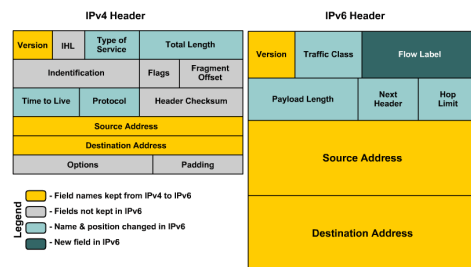 IPv4 Header
Version
IHL
Type of
Service
Total Length
Indentification
Flags
Fragment
Offset
Time to Live
Protocol
Header Checksum
Source Address
Destination Address
Options
Padding
Legend
- Field names kept from IPv4 to IPv6
- Fields not kept in IPv6
- Name & position changed in IPv6
- New field in IPv6
IPv6 Header
Version
Traffic Class
Flow Label
Payload Length
Next
Header
Hop
Limit
Source Address
Destination Address